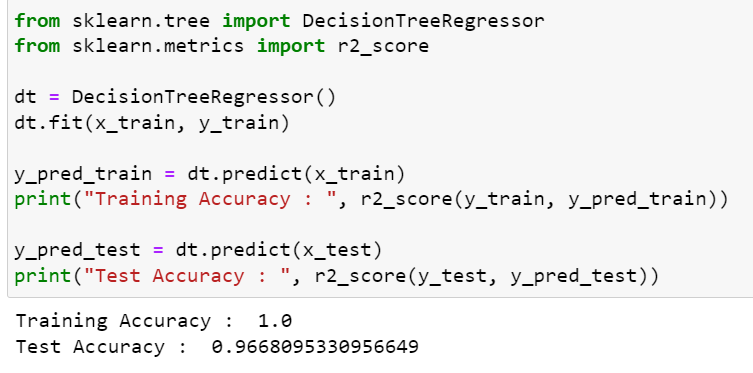 from sklearn.tree import DecisionTreeRegressor
from sklearn.metrics import r2_score
dt = DecisionTreeRegressor()
dt.fit(x_train, y_train)
y_pred_train = dt.predict(x_train)
print("Training Accuracy : ", r2_score(y_train, y_pred_train))
y_pred_test = dt.predict(x_test)
print("Test Accuracy : ", r2_score(y_test, y_pred_test))
Training Accuracy :  1.0
Test Accuracy :  0.9668095330956649